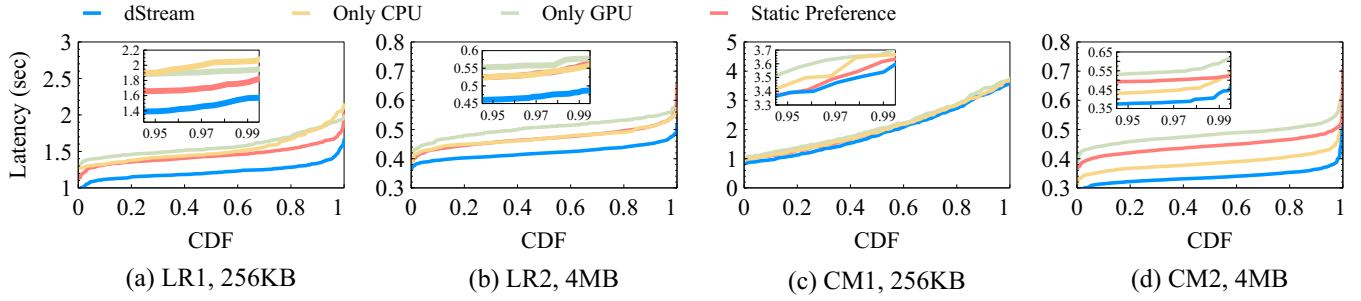 dStream Only CPU Only GPU Static Preference
Latency (sec)
3
2.5
2
1.5
1
2.2
2
1.8
1.6
1.4
0.95 0.97 0.99
0 0.2 0.4 0.6 0.8 1
CDF
(a) LR1, 256KB
0.8
0.7
0.6
0.5
0.4
0.3
0.6
0.55
0.5
0.45
0.95 0.97 0.99
0 0.2 0.4 0.6 0.8 1
CDF
(b) LR2, 4MB
5
4
3
2
1
0
3.7
3.6
3.5
3.4
3.3
0.95 0.97 0.99
0 0.2 0.4 0.6 0.8 1
CDF
(c) CM1, 256KB
0.8
0.7
0.6
0.5
0.4
0.3
0.65
0.55
0.45
0.35
0.95 0.97 0.99
0 0.2 0.4 0.6 0.8 1
CDF
(d) CM2, 4MB